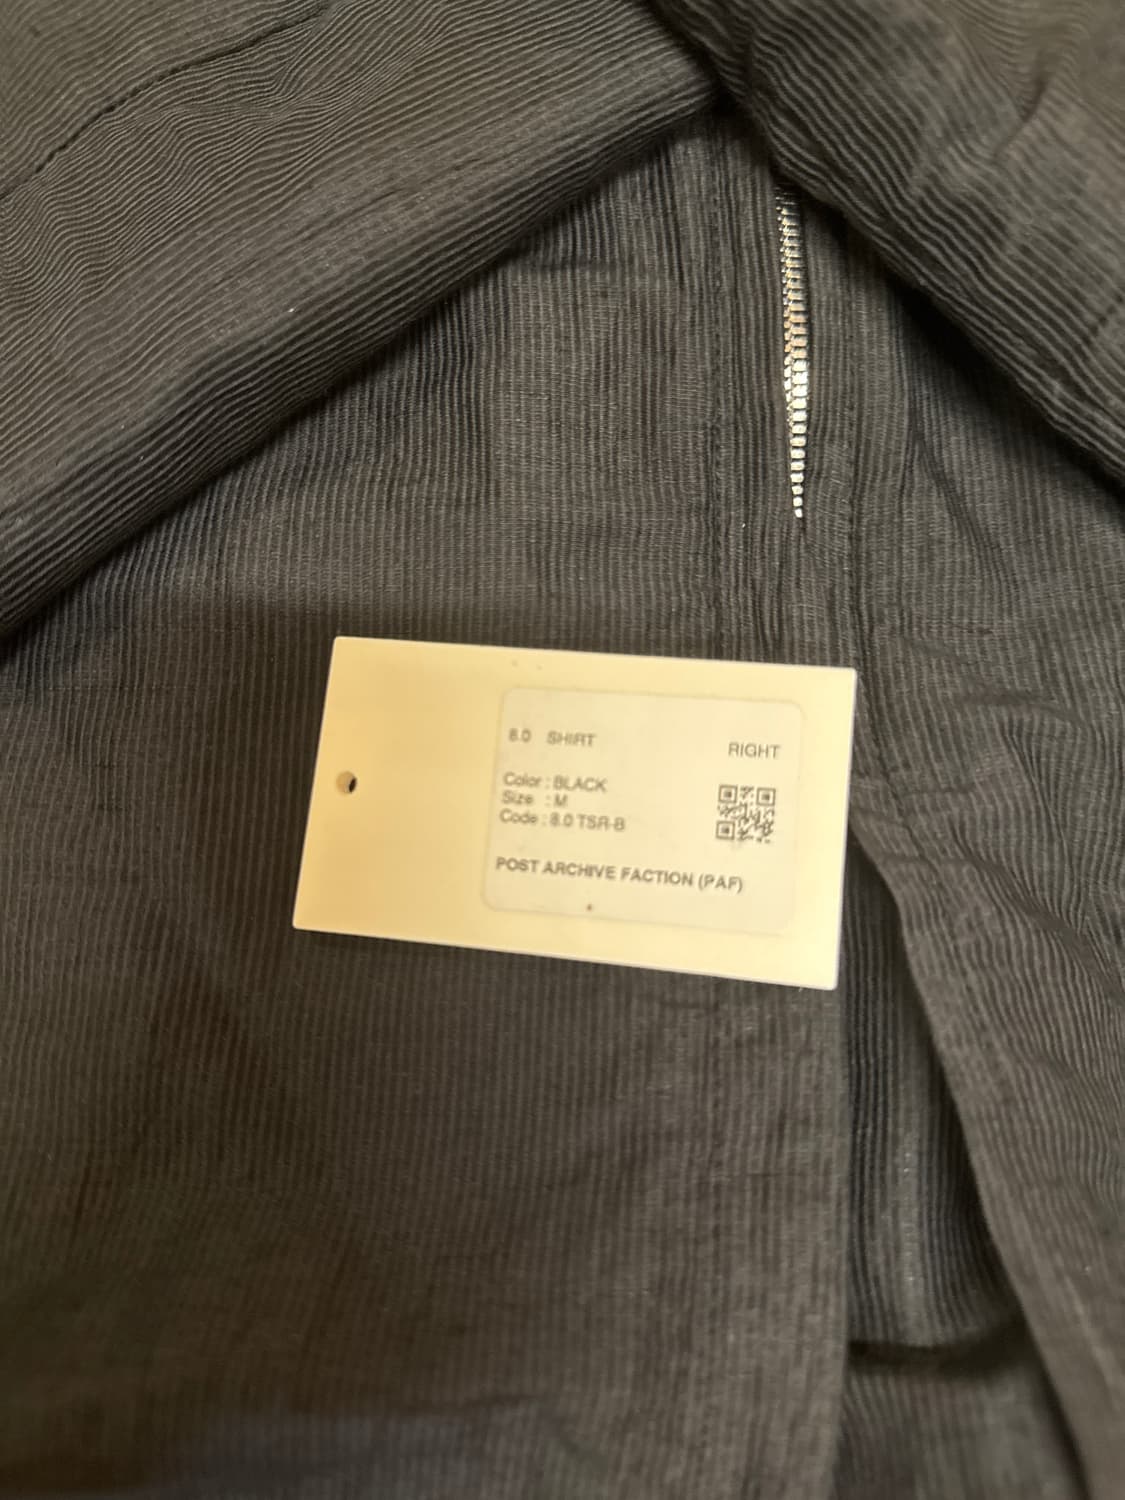 8.0 SHIRT
RIGHT
Color : BLACK
Size : M
Code : 8.0 TSR-B
POST ARCHIVE FACTION (PAF)